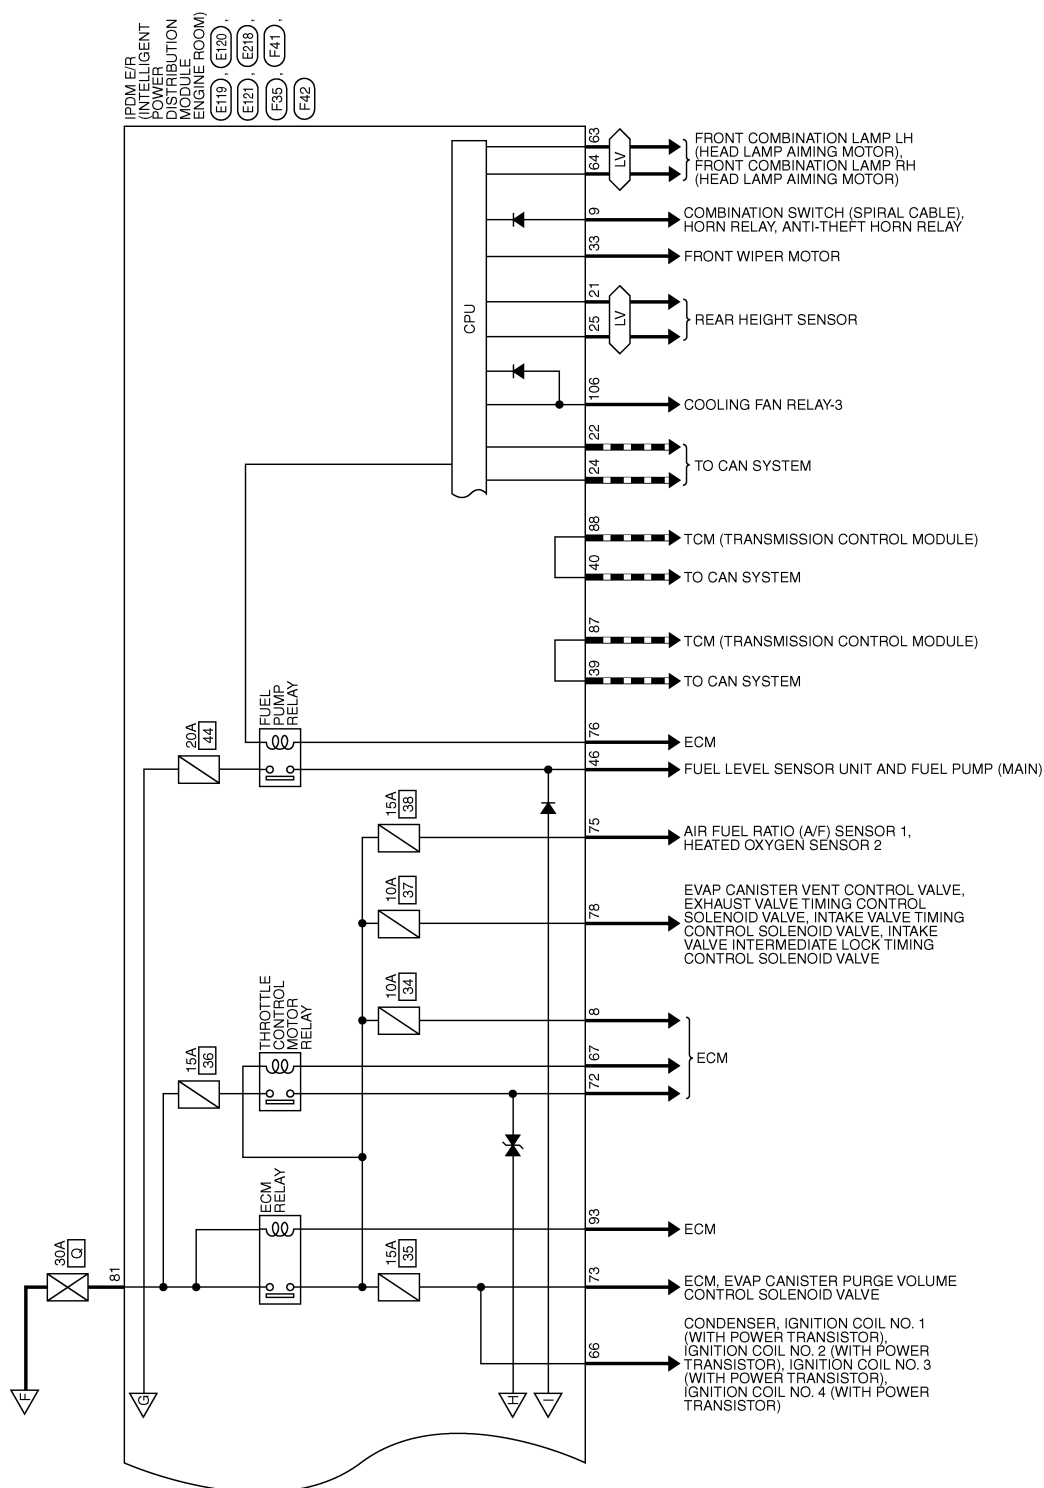 IPDM E/R
(INTELLIGENT
POWER
DISTRIBUTION
MODULE
ENGINE ROOM)
E119 , E120 ,
E121 , E218 ,
F35 , F41 ,
F42
CPU
63
64
LV
FRONT COMBINATION LAMP LH
(HEAD LAMP AIMING MOTOR),
FRONT COMBINATION LAMP RH
(HEAD LAMP AIMING MOTOR)
9
COMBINATION SWITCH (SPIRAL CABLE),
HORN RELAY, ANTI-THEFT HORN RELAY
33
FRONT WIPER MOTOR
21
25
LV
REAR HEIGHT SENSOR
106
COOLING FAN RELAY-3
22
24
TO CAN SYSTEM
88
TCM (TRANSMISSION CONTROL MODULE)
40
TO CAN SYSTEM
87
TCM (TRANSMISSION CONTROL MODULE)
39
TO CAN SYSTEM
20A
44
FUEL
PUMP
RELAY
76
ECM
46
FUEL LEVEL SENSOR UNIT AND FUEL PUMP (MAIN)
15A
38
75
AIR FUEL RATIO (A/F) SENSOR 1,
HEATED OXYGEN SENSOR 2
10A
37
78
EVAP CANISTER VENT CONTROL VALVE,
EXHAUST VALVE TIMING CONTROL
SOLENOID VALVE, INTAKE VALVE TIMING
CONTROL SOLENOID VALVE, INTAKE
VALVE INTERMEDIATE LOCK TIMING
CONTROL SOLENOID VALVE
10A
34
8
15A
36
THROTTLE
CONTROL
MOTOR
RELAY
67
72
ECM
ECM
RELAY
93
ECM
30A
Q
81
15A
35
73
ECM, EVAP CANISTER PURGE VOLUME
CONTROL SOLENOID VALVE
66
CONDENSER, IGNITION COIL NO. 1
(WITH POWER TRANSISTOR),
IGNITION COIL NO. 2 (WITH POWER
TRANSISTOR), IGNITION COIL NO. 3
(WITH POWER TRANSISTOR),
IGNITION COIL NO. 4 (WITH POWER
TRANSISTOR)
F
G
H
I